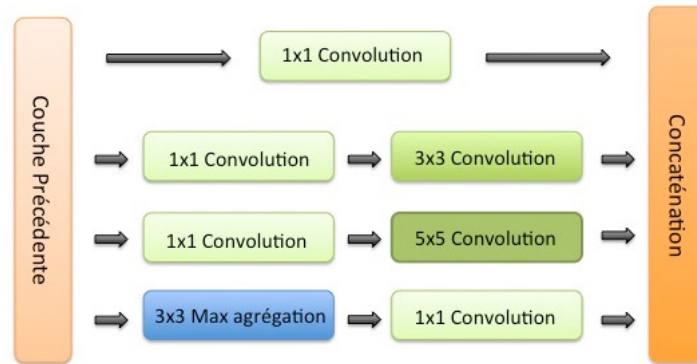 Couche Précédente
1x1 Convolution
1x1 Convolution
3x3 Convolution
1x1 Convolution
5x5 Convolution
3x3 Max agrégation
1x1 Convolution
Concaténation